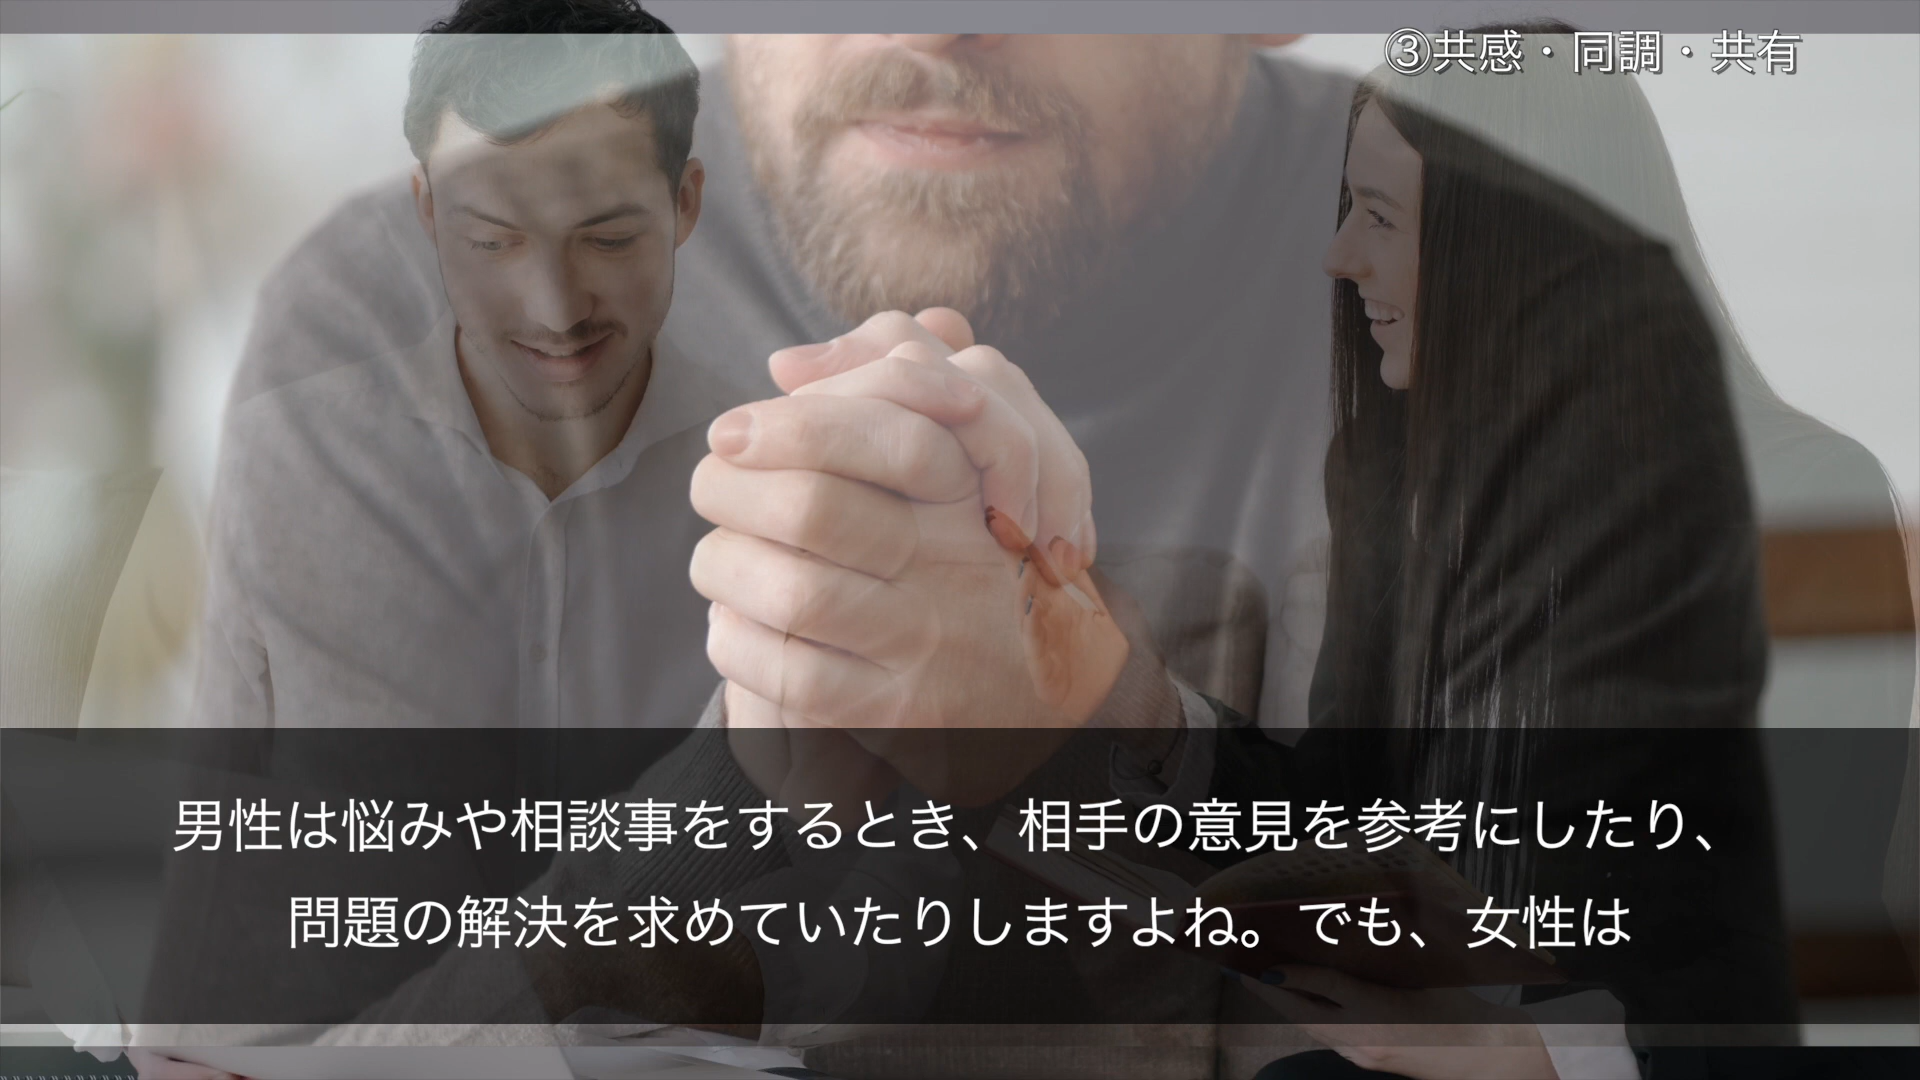 ③共感・同調・共有
男性は悩みや相談事をするとき、相手の意見を参考にしたり、
問題の解決を求めていたりしますよね。でも、女性は